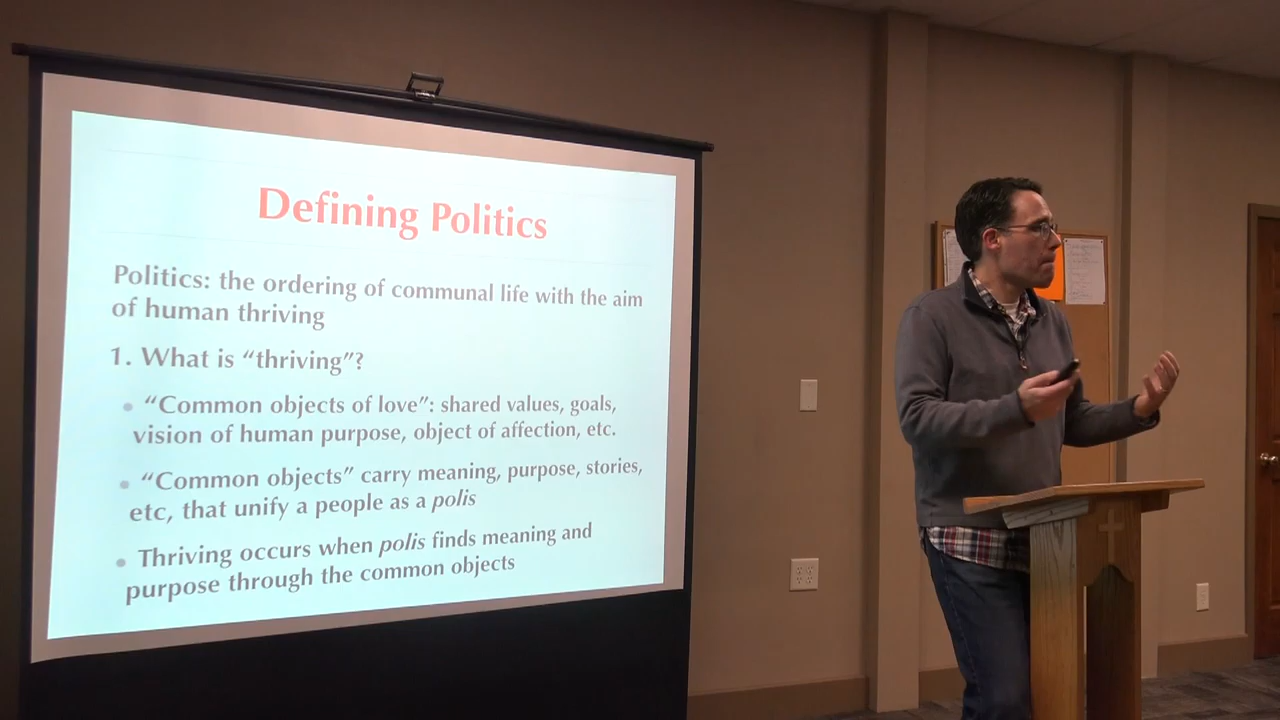 Defining Politics
Politics: the ordering of communal life with the aim
of human thriving
1. What is “thriving”?
• “Common objects of love”: shared values, goals,
vision of human purpose, object of affection, etc.
• “Common objects” carry meaning, purpose, stories,
etc, that unify a people as a polis
• Thriving occurs when polis finds meaning and
purpose through the common objects